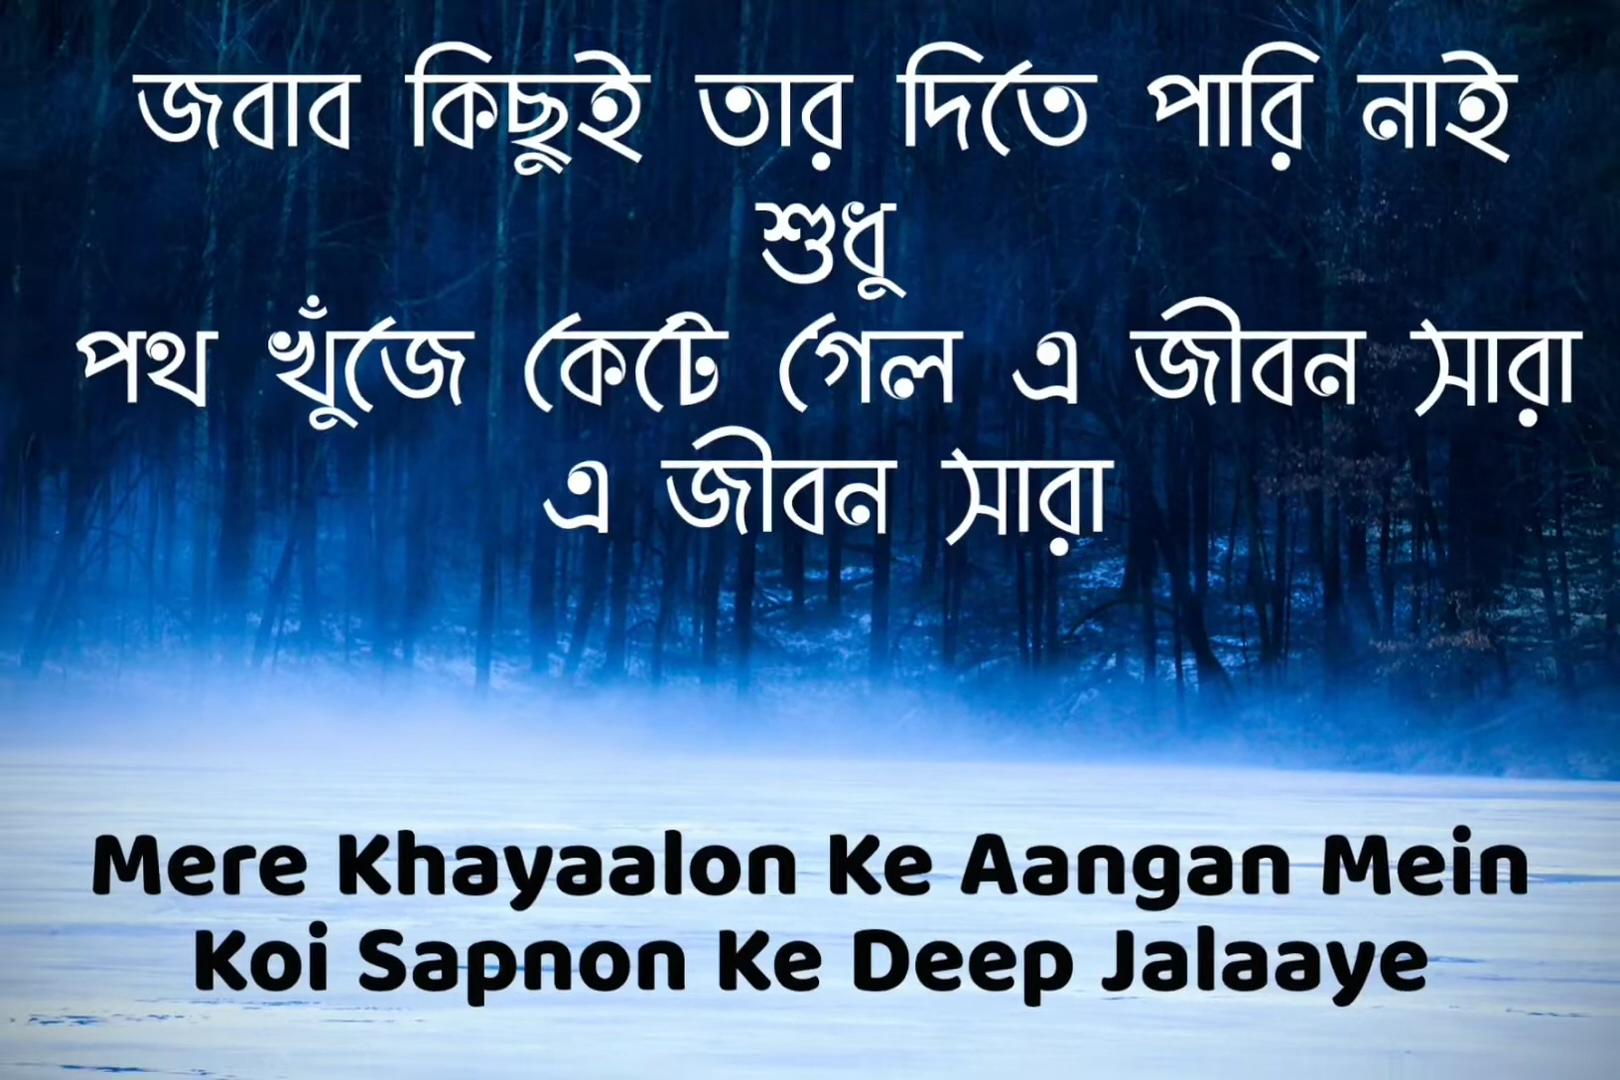 জবাব কিছুই তার দিতে পারি নাই
শুধু
পথ খুঁজে কেটে গেল এ জীবন সারা
এ জীবন সারা
Mere Khayaalon Ke Aangan Mein
Koi Sapnon Ke Deep Jalaaye